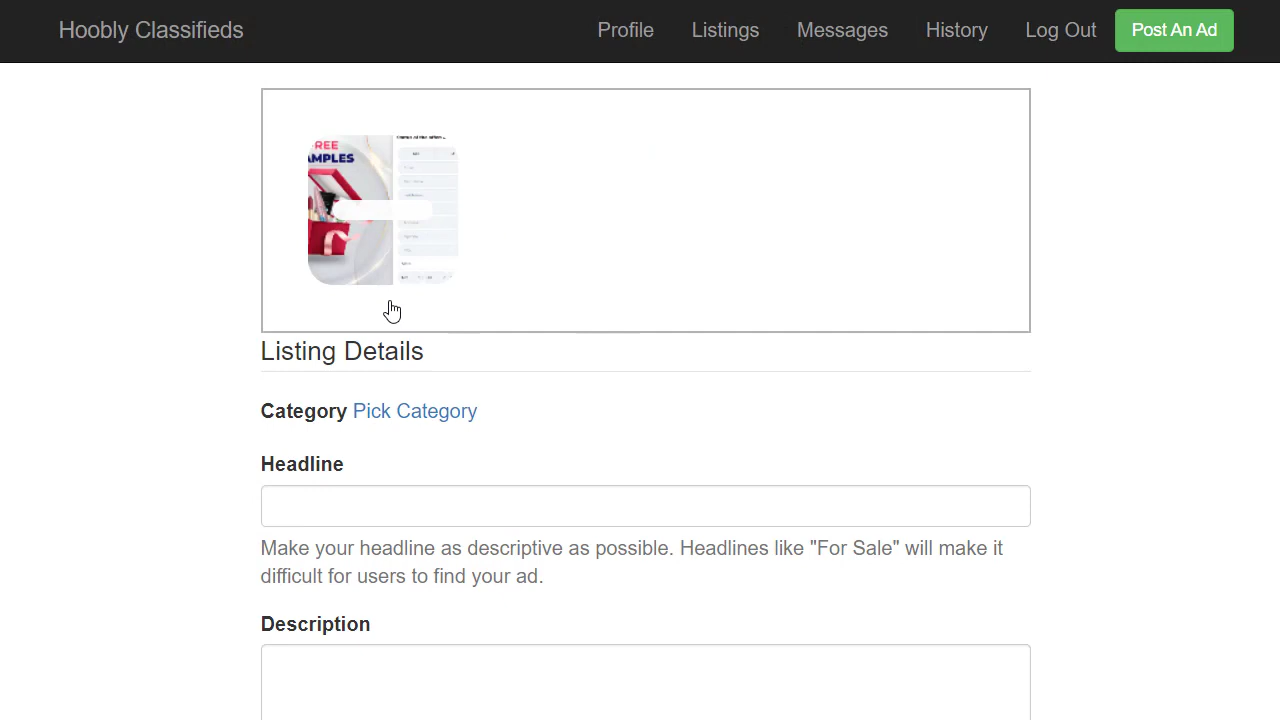 Hoobly Classifieds
Profile
Listings
Messages
History
Log Out
Post An Ad
FREE
AMPLES
Listing Details
Category Pick Category
Headline
Make your headline as descriptive as possible. Headlines like "For Sale" will make it
difficult for users to find your ad.
Description